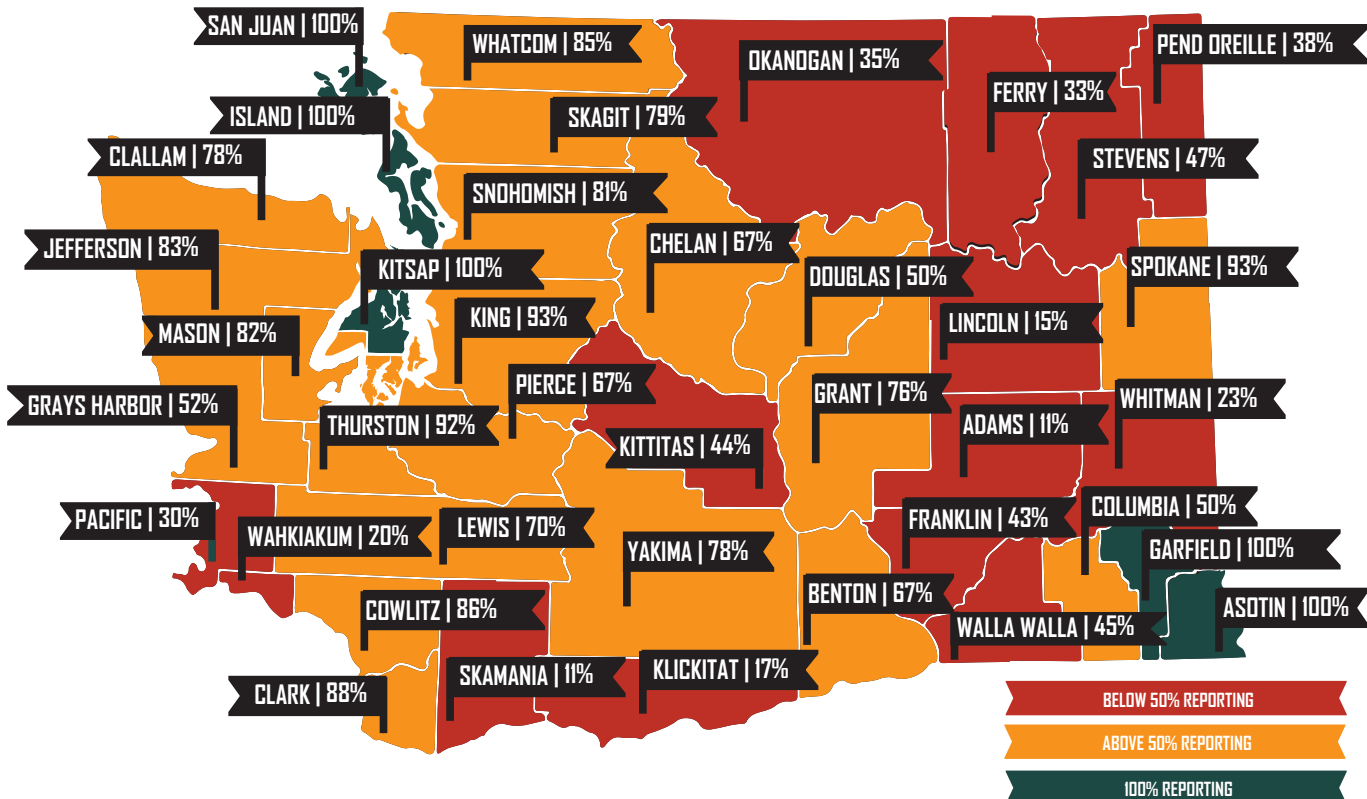 SAN JUAN | 100%
WHATCOM | 85%
OKANOGAN | 35%
PEND OREILLE | 38%
FERRY | 33%
ISLAND | 100%
SKAGIT | 79%
CLALLAM | 78%
STEVENS | 47%
SNOHOMISH | 81%
JEFFERSON | 83%
CHELAN | 67%
KITSAP | 100%
DOUGLAS | 50%
SPOKANE | 93%
KING | 93%
LINCOLN | 15%
MASON | 82%
PIERCE | 67%
GRANT | 76%
WHITMAN | 23%
GRAYS HARBOR | 52%
THURSTON | 92%
ADAMS | 11%
KITTITAS | 44%
COLUMBIA | 50%
PACIFIC | 30%
WAHKIAKUM | 20%
LEWIS | 70%
FRANKLIN | 43%
YAKIMA | 78%
GARFIELD | 100%
BENTON | 67%
COWLITZ | 86%
ASOTIN | 100%
WALLA WALLA | 45%
SKAMANIA | 11%
KLICKITAT | 17%
CLARK | 88%
BELOW 50% REPORTING
ABOVE 50% REPORTING
100% REPORTING